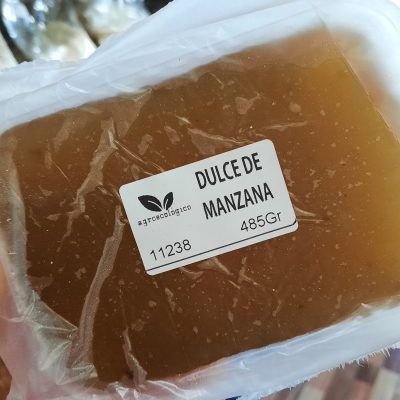 DULCE DE
MANZANA
agroecologico
11238
485Gr